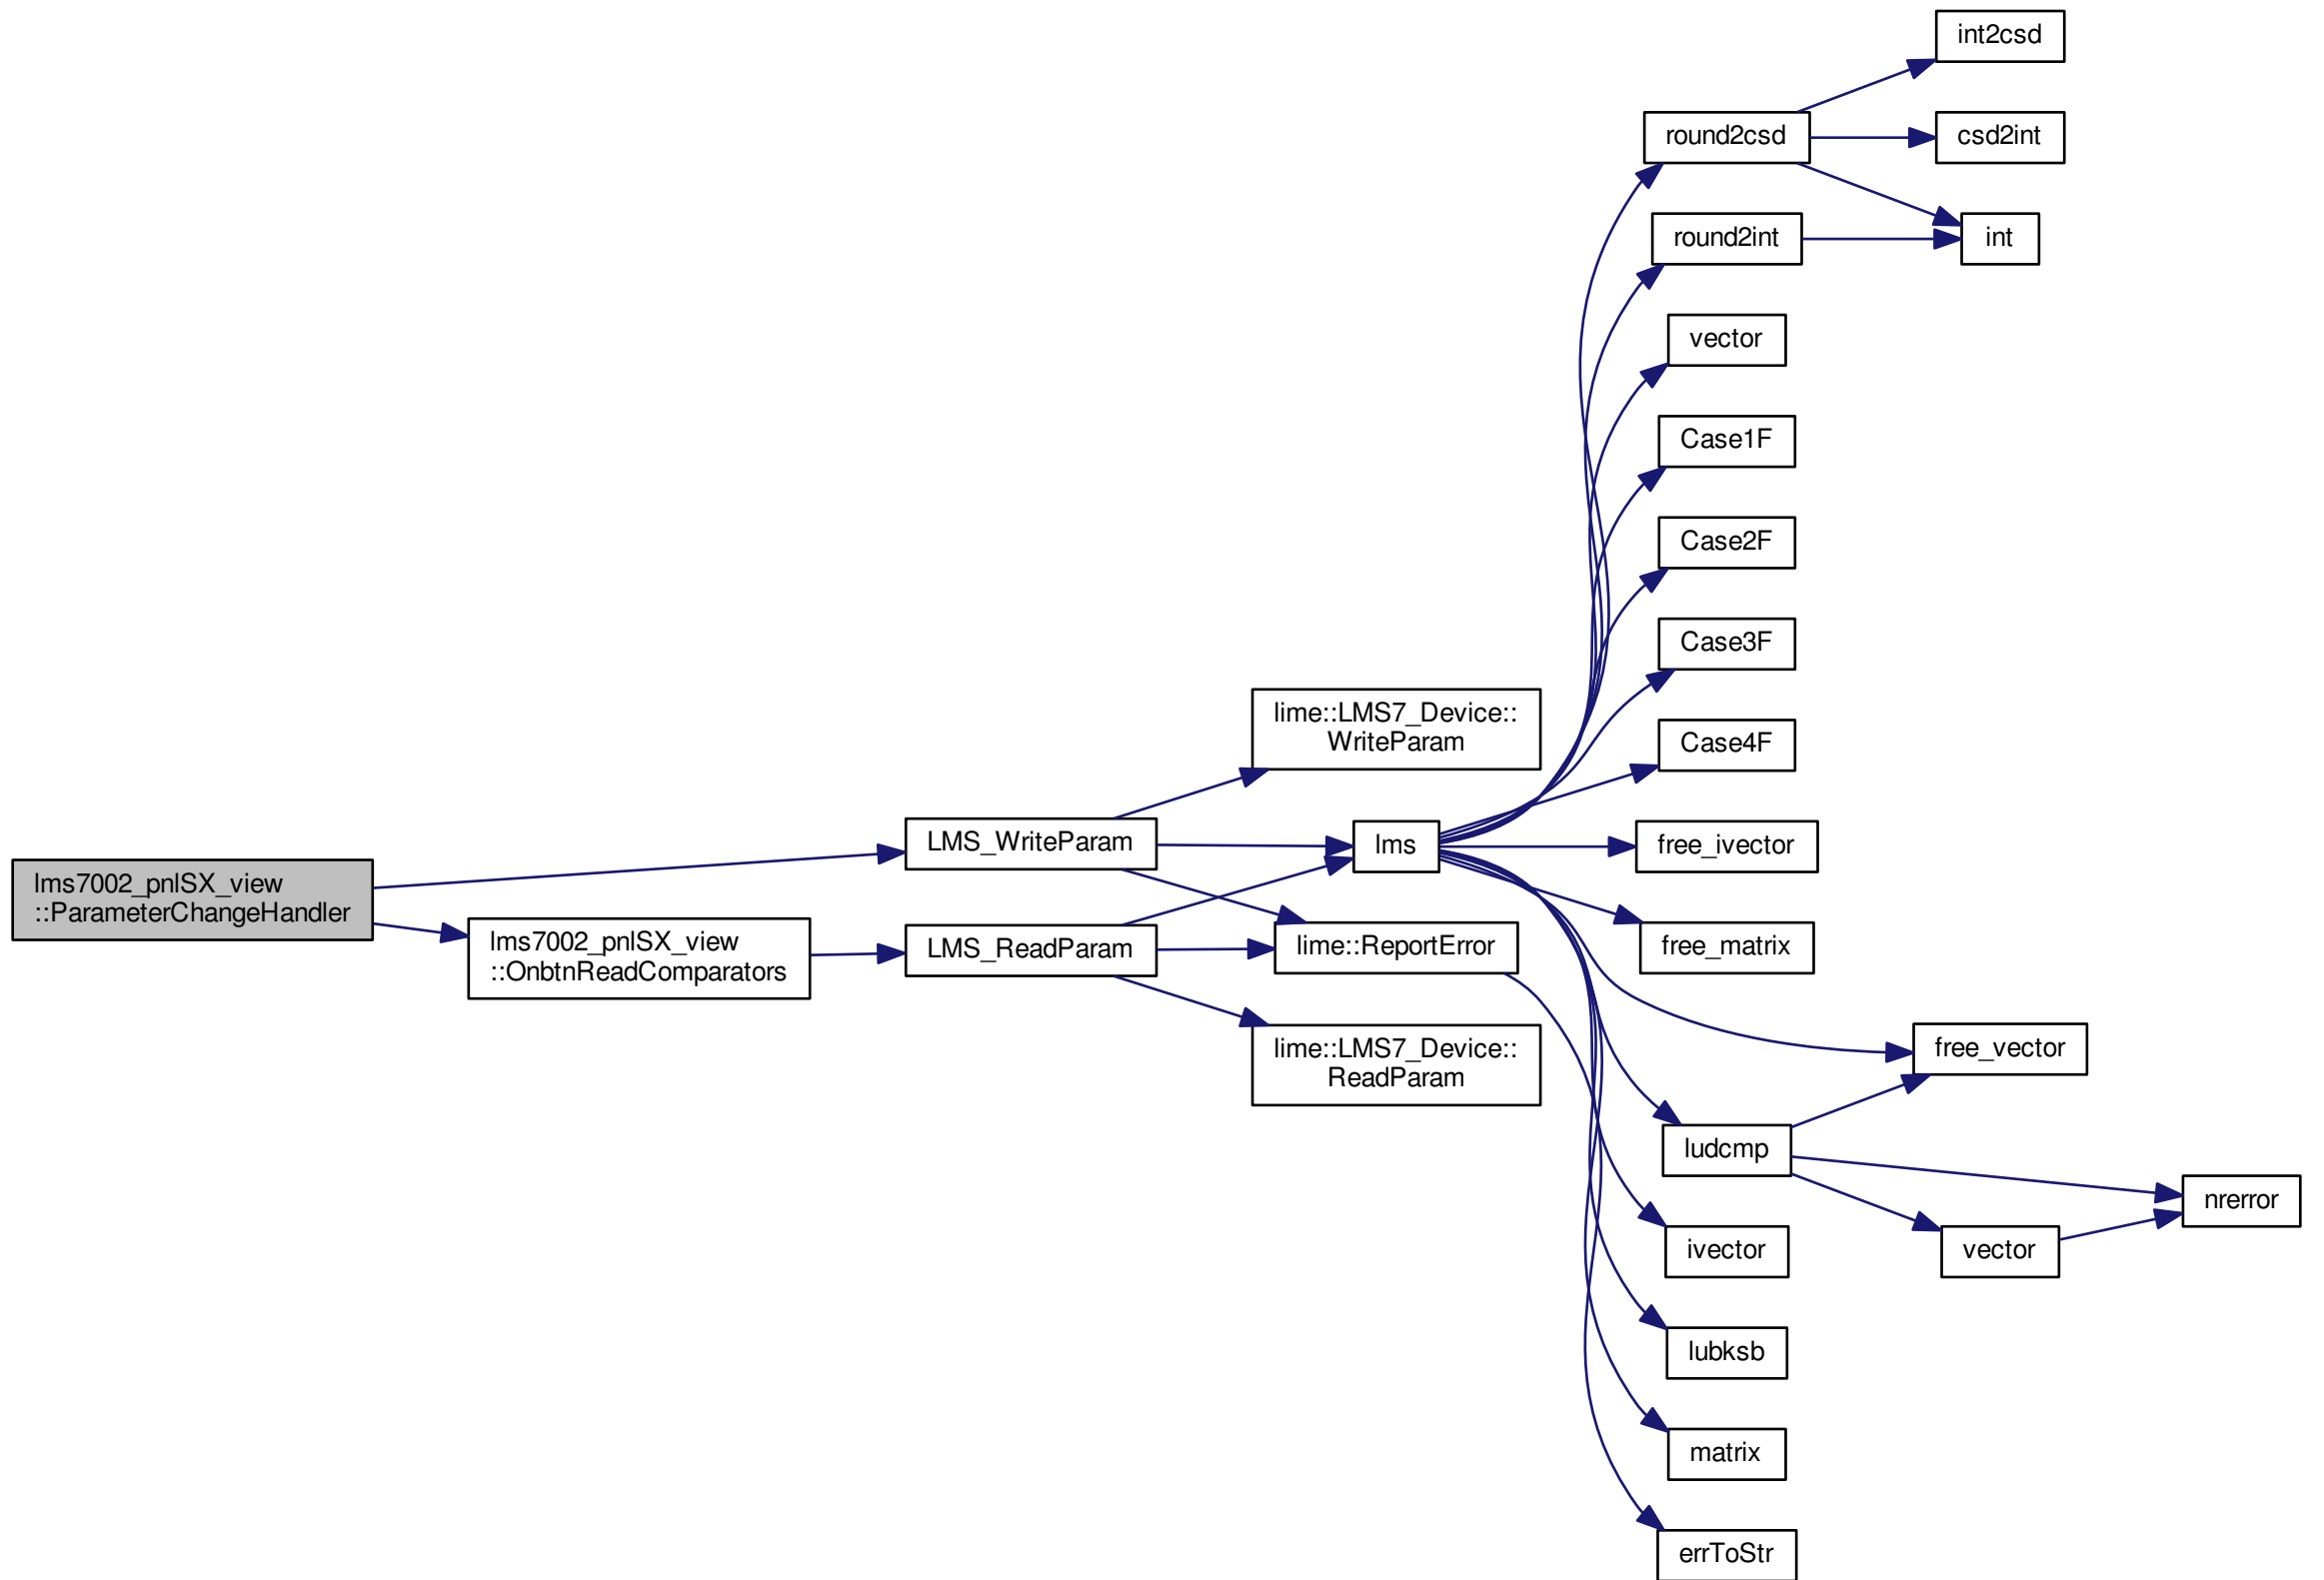 int2csd
round2csd
csd2int
round2int
int
vector
Case1F
Case2F
Case3F
lime::LMS7_Device::
WriteParam
Case4F
LMS_WriteParam
lms
free_ivector
lms7002_pnlSX_view
::ParameterChangeHandler
lms7002_pnlSX_view
::OnbtnReadComparators
LMS_ReadParam
lime::ReportError
free_matrix
lime::LMS7_Device::
ReadParam
free_vector
ludcmp
nrerror
ivector
vector
lubksb
matrix
errToStr